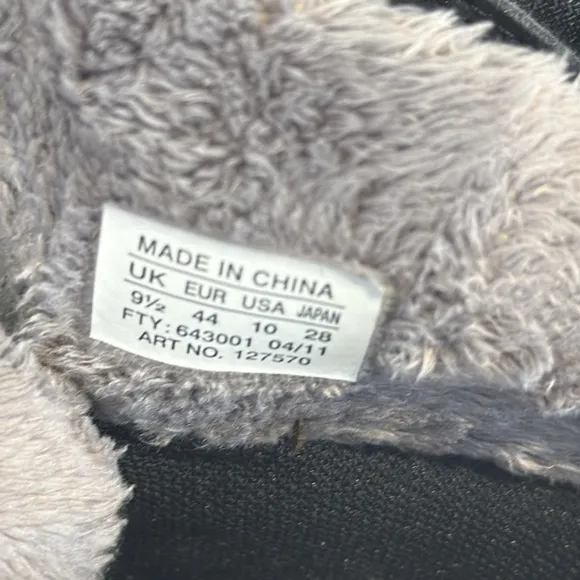 MADE IN CHINA
UK EUR USA JAPAN
9½ 44 10 28
FTY: 643001 04/11
ART NO. 127570